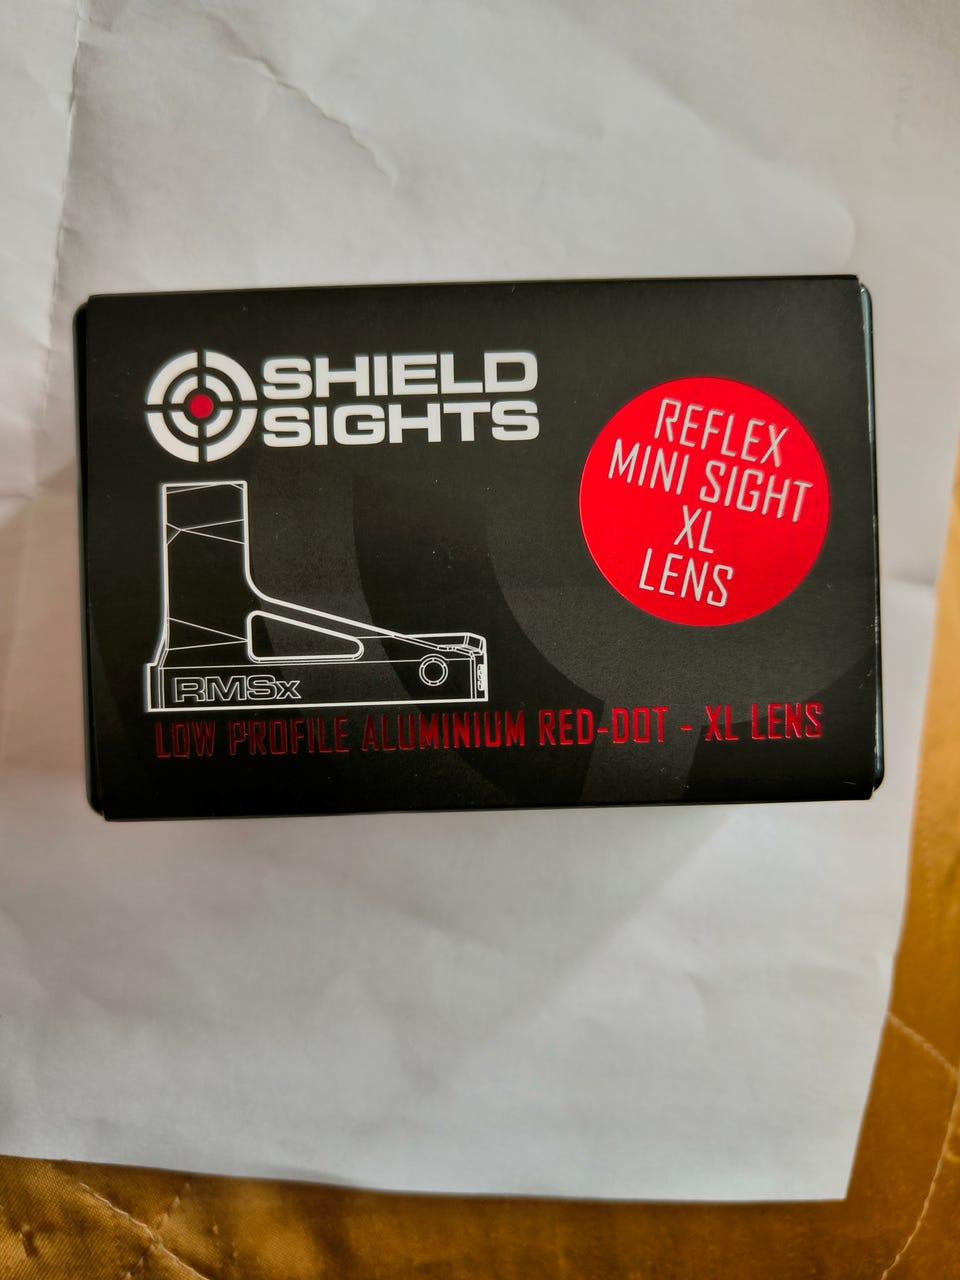 SHIELD
SIGHTS
REFLEX
MINI SIGHT
XL
LENS
RMSx
LOW PROFILE ALUMINIUM RED-DOT - XL LENS